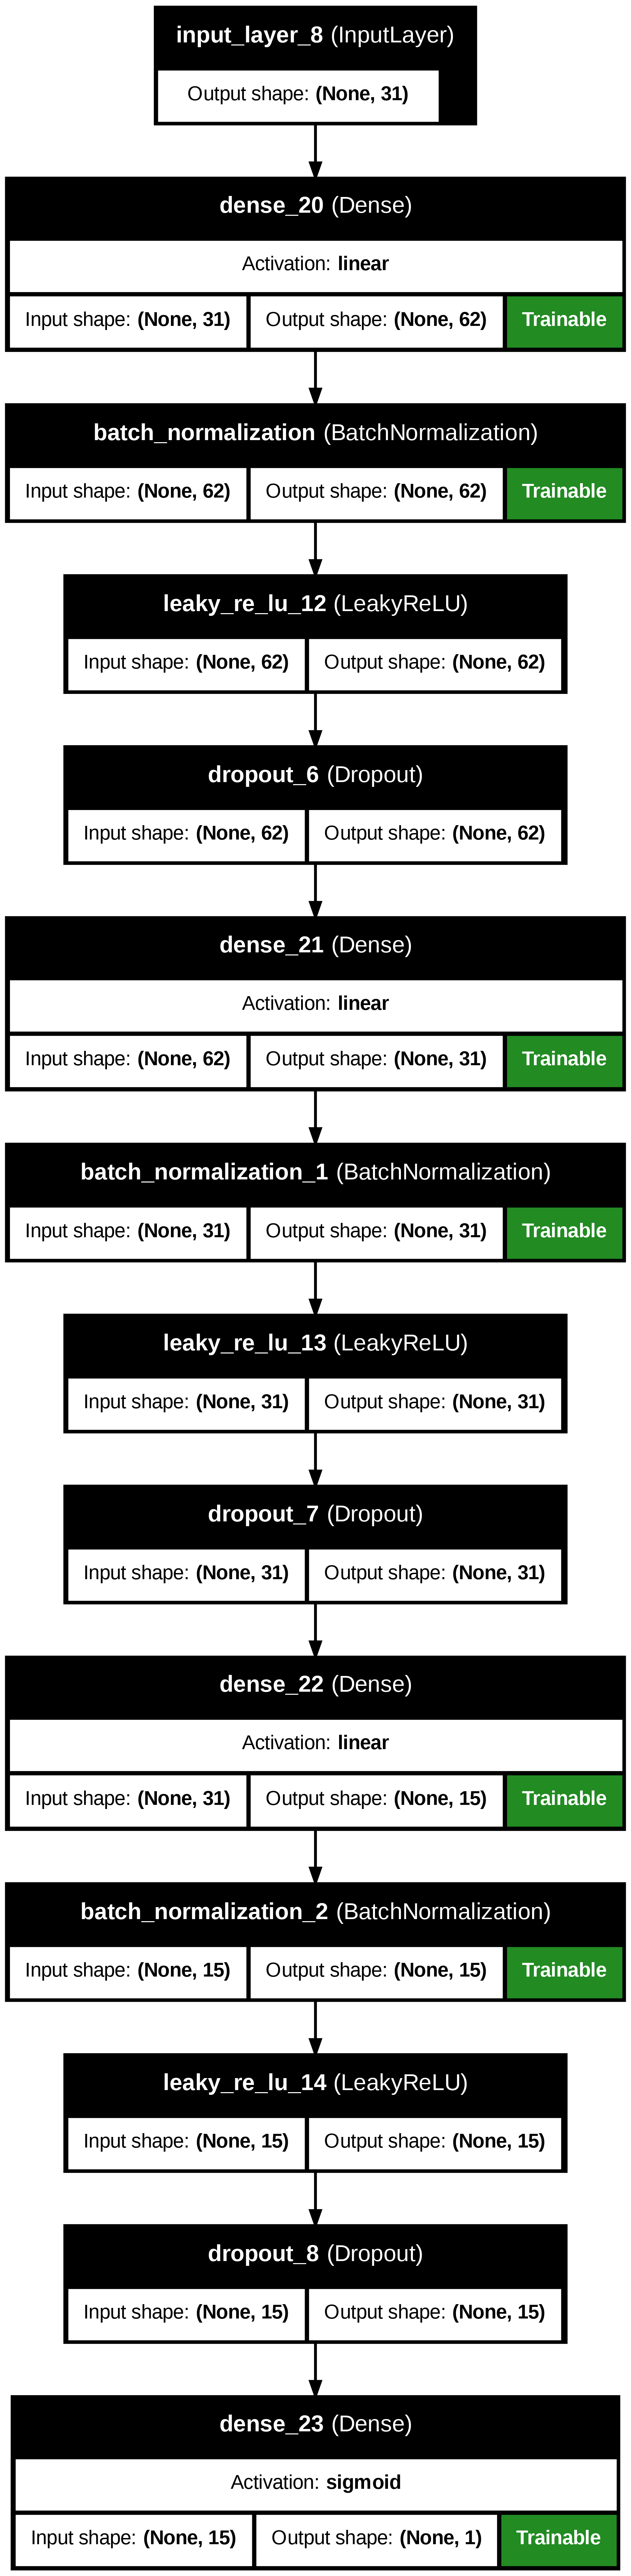 input_layer_8 (InputLayer)
Output shape: (None, 31)
dense_20 (Dense)
Activation: linear
Input shape: (None, 31) Output shape: (None, 62) Trainable
batch_normalization (BatchNormalization)
Input shape: (None, 62) Output shape: (None, 62) Trainable
leaky_re_lu_12 (LeakyReLU)
Input shape: (None, 62) Output shape: (None, 62)
dropout_6 (Dropout)
Input shape: (None, 62) Output shape: (None, 62)
dense_21 (Dense)
Activation: linear
Input shape: (None, 62) Output shape: (None, 31) Trainable
batch_normalization_1 (BatchNormalization)
Input shape: (None, 31) Output shape: (None, 31) Trainable
leaky_re_lu_13 (LeakyReLU)
Input shape: (None, 31) Output shape: (None, 31)
dropout_7 (Dropout)
Input shape: (None, 31) Output shape: (None, 31)
dense_22 (Dense)
Activation: linear
Input shape: (None, 31) Output shape: (None, 15) Trainable
batch_normalization_2 (BatchNormalization)
Input shape: (None, 15) Output shape: (None, 15) Trainable
leaky_re_lu_14 (LeakyReLU)
Input shape: (None, 15) Output shape: (None, 15)
dropout_8 (Dropout)
Input shape: (None, 15) Output shape: (None, 15)
dense_23 (Dense)
Activation: sigmoid
Input shape: (None, 15) Output shape: (None, 1) Trainable